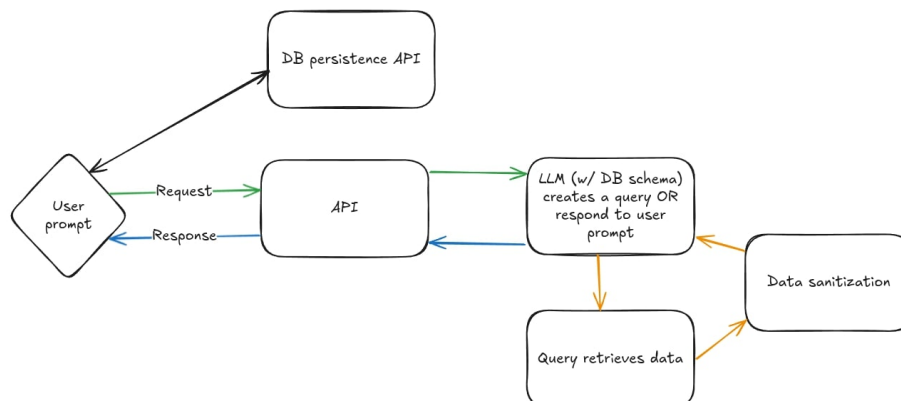 DB persistence API
User
prompt
Request
Response
API
LLM (w/ DB schema)
creates a query OR
respond to user
prompt
Data sanitization
Query retrieves data